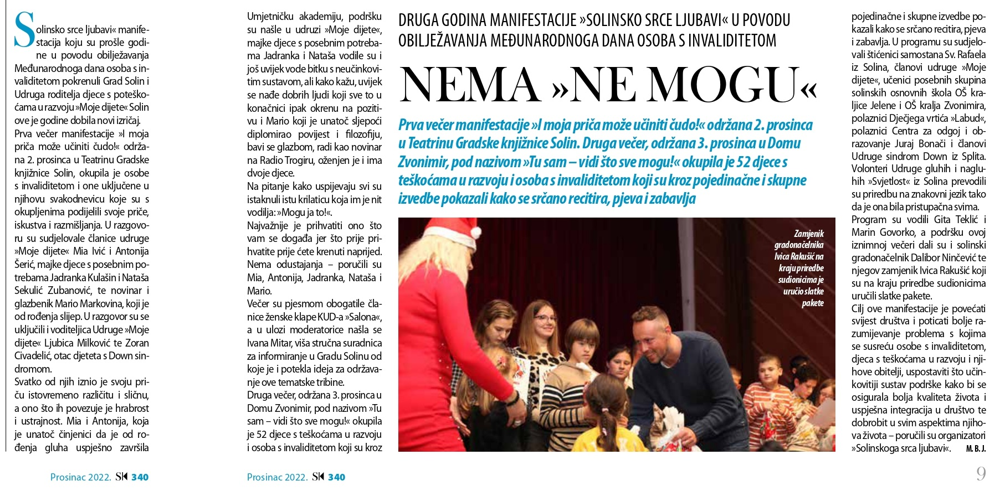 Solinsko srce ljubavi« manife-
stacija koju su prošle godi-
ne u povodu obilježavanja
Međunarodnoga dana osoba s in-
validitetom pokrenuli Grad Solin i
Udruga roditelja djece s poteško-
ćama u razvoju »Moje dijete« Solin
ove je godine dobila novi izričaj.
Prva večer manifestacije »I moja
priča može učiniti čudo!« održa-
na 2. prosinca u Teatrinu Gradske
knjižnice Solin, okupila je osobe
s invaliditetom i one uključene u
njihovu svakodnevicu koje su s
okupljenima podijelili svoje priče,
iskustva i razmišljanja. U razgovo-
ru su sudjelovale članice udruge
»Moje dijete« Mia Ivić i Antonija
Šerić, majke djece s posebnim po-
trebama Jadranka Kulašin i Nataša
Sekulić Zubanović, te novinar i
glazbenik Mario Markovina, koji je
od rođenja slijep. U razgovor su se
uključili i voditeljica Udruge »Moje
dijete« Ljubica Milković te Zoran
Civadelić, otac djeteta s Down sin-
dromom.
Svatko od njih iznio je svoju pri-
ču istovremeno različitu i sličnu,
a ono što ih povezuje je hrabrost
i ustrajnost. Mia i Antonija, koja
je unatoč činjenici da je od ro-
đenja gluha uspješno završila
Umjetničku akademiju, podršku
su našle u udruzi »Moje dijete«,
majke djece s posebnim potreba-
ma Jadranka i Nataša vodile su i
još uvijek vode bitku s neučinkovi-
tim sustavom, ali kako kažu, uvijek
se nađe dobrih ljudi koji sve to u
konačnici ipak okrenu na poziti-
vu i Mario koji je unatoč sljepoći
diplomirao povijest i filozofiju,
bavi se glazbom, radi kao novinar
na Radio Trogiru, oženjen je i ima
dvoje djece.
Na pitanje kako uspijevaju svi su
istaknuli istu krilaticu koja im je nit
vodilja: »Mogu ja to!«.
Najvažnije je prihvatiti ono što
vam se događa jer što prije pri-
hvatite prije ćete krenuti naprijed.
Nema odustajanja – poručili su
Mia, Antonija, Jadranka, Nataša i
Mario.
Večer su pjesmom obogatile čla-
nice ženske klape KUD-a »Salona«,
a u ulozi moderatorice našla se
Ivana Mitar, viša stručna suradnica
za informiranje u Gradu Solinu od
koje je i potekla ideja za održava-
nje ove tematske tribine.
Druga večer, održana 3. prosinca u
Domu Zvonimir, pod nazivom »Tu
sam – vidi što sve mogu!« okupila
je 52 djece s teškoćama u razvoju
i osoba s invaliditetom koji su kroz
DRUGA GODINA MANIFESTACIJE »SOLINSKO SRCE LJUBAVI« U POVODU
OBILJEŽAVANJA MEĐUNARODNOGA DANA OSOBA S INVALIDITETOM
NEMA »NE MOGU«
Prva večer manifestacije »I moja priča može učiniti čudo!« održana 2. prosinca
u Teatrinu Gradske knjižnice Solin. Druga večer, održana 3. prosinca u Domu
Zvonimir, pod nazivom »Tu sam – vidi što sve mogu!« okupila je 52 djece s
teškoćama u razvoju i osoba s invaliditetom koji su kroz pojedinačne i skupne
izvedbe pokazali kako se srčano recitira, pjeva i zabavlja
Zamjenik
gradonačelnika
Ivica Rakušić na
kraju priredbe
sudionicima je
uručio slatke
pakete
pojedinačne i skupne izvedbe po-
kazali kako se srčano recitira, pjeva
i zabavlja. U programu su sudjelo-
vali štićenici samostana Sv. Rafaela
iz Solina, članovi udruge »Moje
dijete«, učenici posebnih skupina
solinskih osnovnih škola OŠ kra-
ljice Jelene i OŠ kralja Zvonimira,
polaznici Dječjega vrtića »Labud«,
polaznici Centra za odgoj i ob-
razovanje Juraj Bonači i članovi
Udruge sindrom Down iz Splita.
Volonteri Udruge gluhih i naglu-
hih »Svjetlost« iz Solina prevodili
su priredbu na znakovni jezik tako
da je ona bila pristupačna svima.
Program su vodili Gita Teklić i
Marin Govorko, a podršku ovoj
iznimnoj večeri dali su i solinski
gradonačelnik Dalibor Ninčević te
njegov zamjenik Ivica Rakušić koji
su na kraju priredbe sudionicima
uručili slatke pakete.
Cilj ove manifestacije je povećati
svijest društva i poticati bolje ra-
zumijevanje problema s kojima
se susreću osobe s invaliditetom,
djeca s teškoćama u razvoju i nji-
hove obitelji, uspostaviti što učin-
kovitiji sustav podrške kako bi se
osigurala bolja kvaliteta života i
uspješna integracija u društvo te
dobrobit u svim aspektima njiho-
va života – poručili su organizatori
»Solinskoga srca ljubavi«. M. B. J.
Prosinac 2022. SK 340
Prosinac 2022. SK 340
9